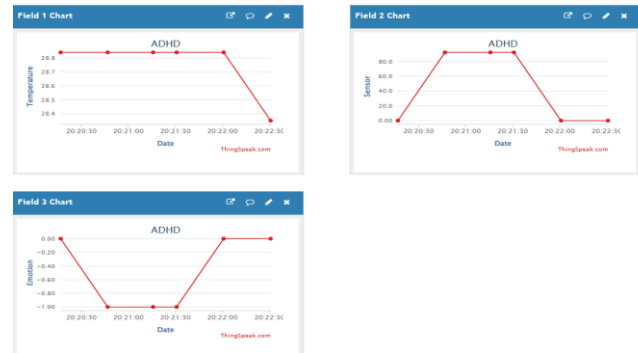 Field 1 Chart
ADHD
Temperature
28.8
28.7
28.6
28.4
20:20:30 20:21:00 20:21:30 20:22:00 20:22:30
Date
ThingSpeak.com
Field 2 Chart
ADHD
Sensor
80.0
60.0
40.0
20.0
0.00
20:20:30 20:21:00 20:21:30 20:22:00 20:22:30
Date
ThingSpeak.com
Field 3 Chart
ADHD
Emotion
0.00
-0.20
-0.40
-0.60
-0.80
-1.00
20:20:30 20:21:00 20:21:30 20:22:00 20:22:30
Date
ThingSpeak.com